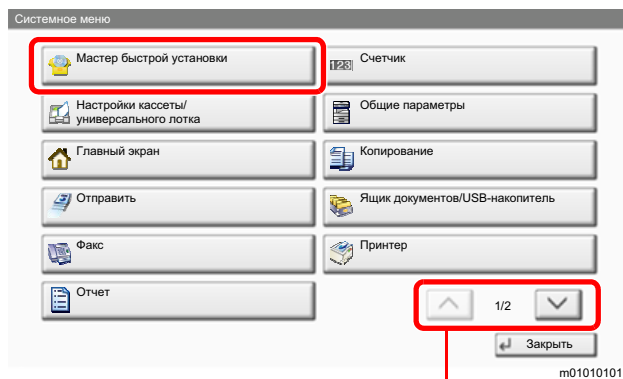 Системное меню
Мастер быстрой установки
123 Счетчик
Настройки кассеты/
универсального лотка
Общие параметры
Главный экран
Копирование
Отправить
Ящик документов/USB-накопитель
Факс
Принтер
Отчет
1/2
Закрыть
m01010101